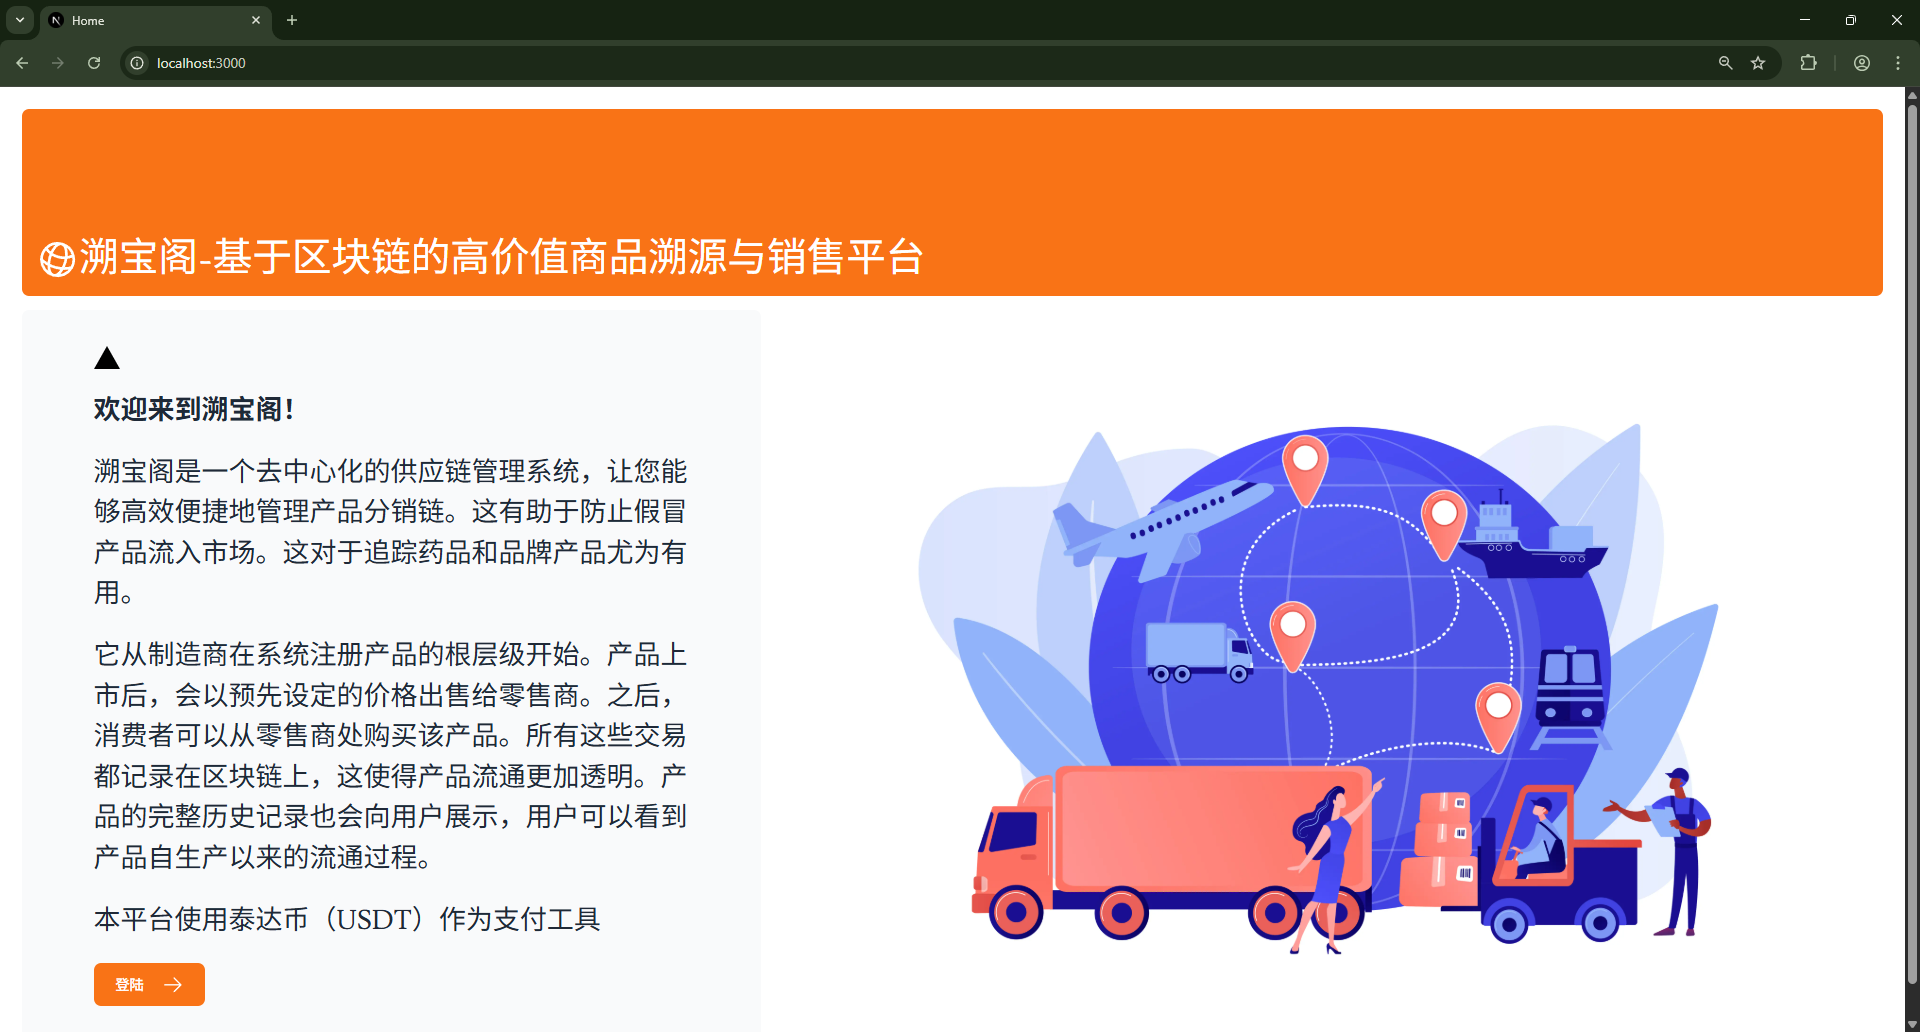 Home
localhost:3000
溯宝阁-基于区块链的高价值商品溯源与销售平台
欢迎来到溯宝阁！
溯宝阁是一个去中心化的供应链管理系统，让您能
够高效便捷地管理产品分销链。这有助于防止假冒
产品流入市场。这对于追踪药品和品牌产品尤为有
用。
它从制造商在系统注册产品的根层级开始。产品上
市后，会以预先设定的价格出售给零售商。之后，
消费者可以从零售商处购买该产品。所有这些交易
都记录在区块链上，这使得产品流通更加透明。产
品的完整历史记录也会向用户展示，用户可以看到
产品自生产以来的流通过程。
本平台使用泰达币（USDT）作为支付工具
登陆